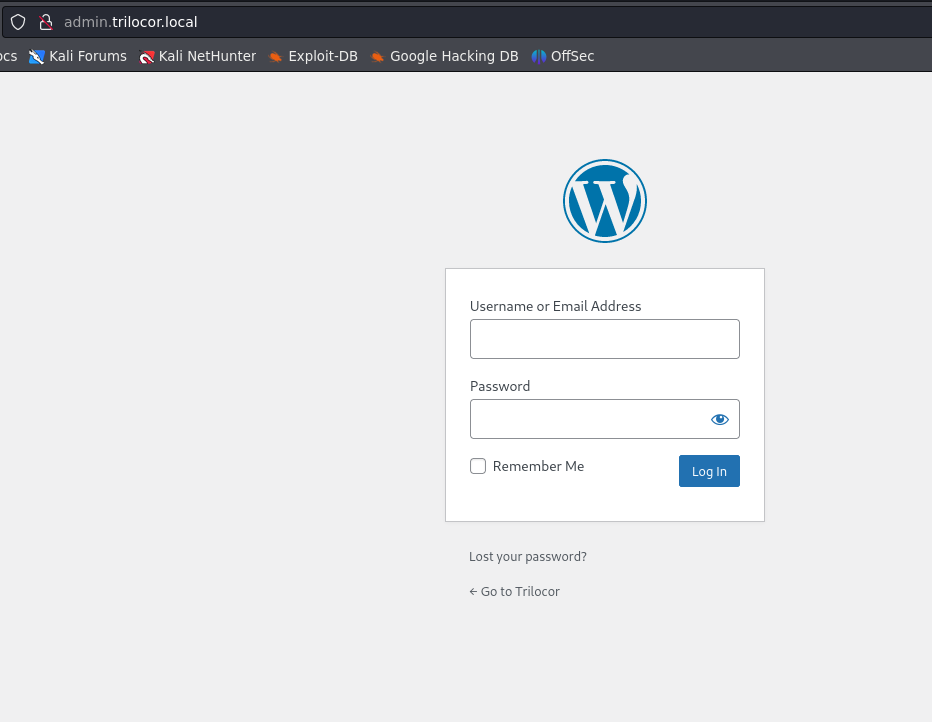 admin.trilocor.local
ocs Kali Forums Kali NetHunter Exploit-DB Google Hacking DB OffSec
Username or Email Address
Password
Remember Me Log In
Lost your password?
← Go to Trilocor